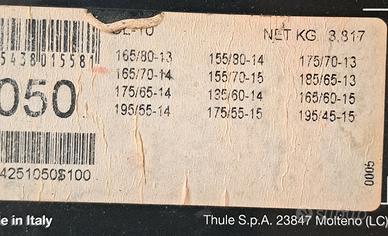 NET KG 3,817
5438015581
165/80-13 155/80-14 175/70-13
165/70-14 155/70-15 185/65-13
050
175/65-14 135/60-14 165/60-15
195/55-14 175/55-15 195/45-15
42510509100
0005
in Italy
Thule S.p.A. 23847 Molteno (LC)